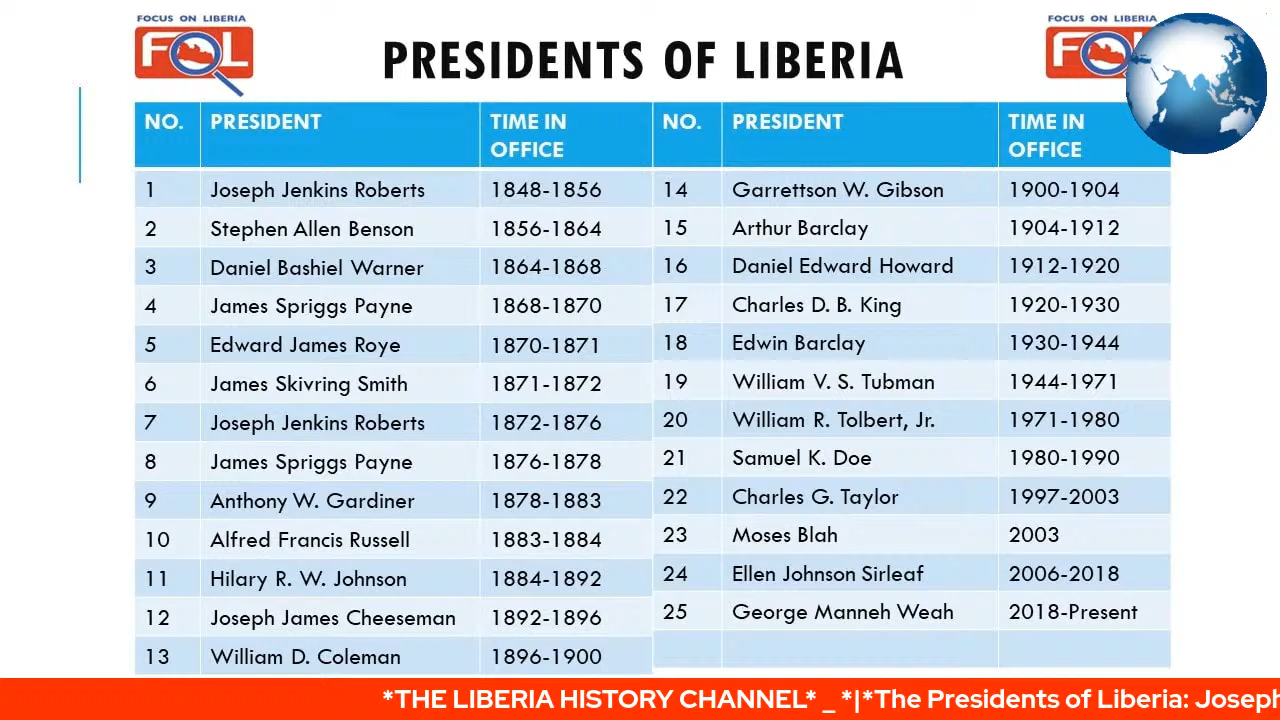 FOCUS ON LIBERIA
FOL
PRESIDENTS OF LIBERIA
FOCUS ON LIBERIA
NO. PRESIDENT TIME IN OFFICE NO. PRESIDENT TIME IN OFFICE
1 Joseph Jenkins Roberts 1848-1856 14 Garrettson W. Gibson 1900-1904
2 Stephen Allen Benson 1856-1864 15 Arthur Barclay 1904-1912
3 Daniel Bashiel Warner 1864-1868 16 Daniel Edward Howard 1912-1920
4 James Spriggs Payne 1868-1870 17 Charles D. B. King 1920-1930
5 Edward James Roye 1870-1871 18 Edwin Barclay 1930-1944
6 James Skivring Smith 1871-1872 19 William V. S. Tubman 1944-1971
7 Joseph Jenkins Roberts 1872-1876 20 William R. Tolbert, Jr. 1971-1980
8 James Spriggs Payne 1876-1878 21 Samuel K. Doe 1980-1990
9 Anthony W. Gardiner 1878-1883 22 Charles G. Taylor 1997-2003
10 Alfred Francis Russell 1883-1884 23 Moses Blah 2003
11 Hilary R. W. Johnson 1884-1892 24 Ellen Johnson Sirleaf 2006-2018
12 Joseph James Cheeseman 1892-1896 25 George Manneh Weah 2018-Present
13 William D. Coleman 1896-1900
*THE LIBERIA HISTORY CHANNEL* _ *|*The Presidents of Liberia: Joseph